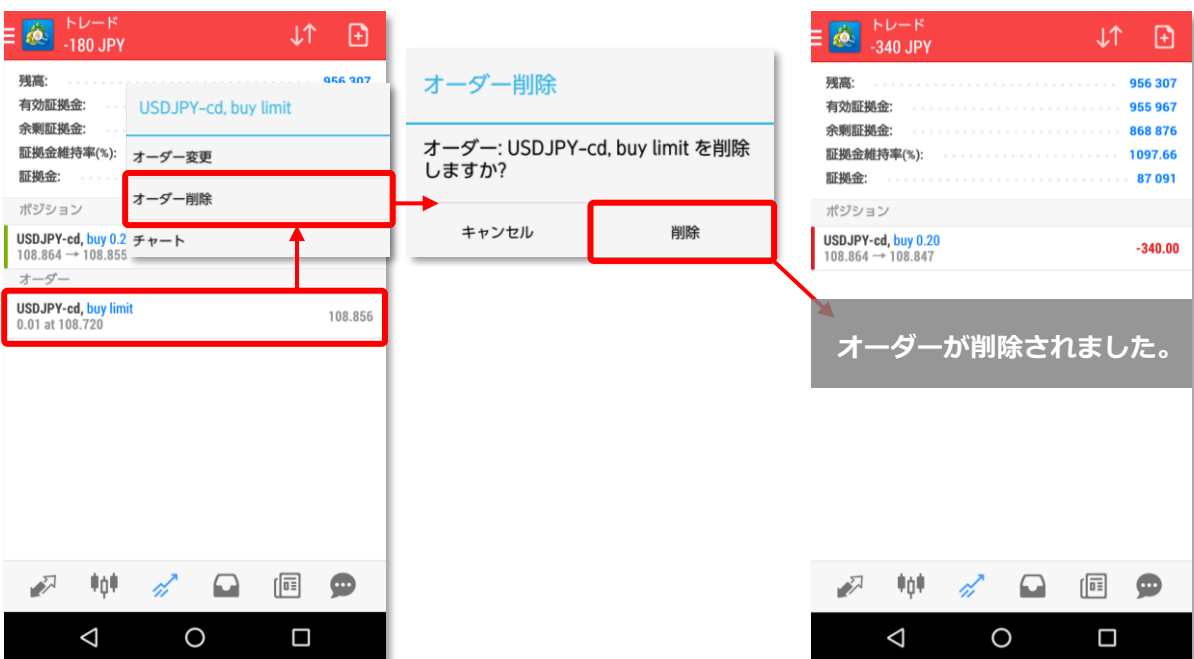 トレード
-180 JPY
残高:
956 307
有効証拠金:
余剰証拠金:
証拠金維持率(%):
証拠金:
ポジション
USDJPY-cd, buy 0.2
108.864 → 108.855
オーダー
USDJPY-cd, buy limit
0.01 at 108.720
108.856
USDJPY-cd, buy limit
オーダー変更
オーダー削除
チャート
オーダー削除
オーダー: USDJPY-cd, buy limit を削除
しますか?
キャンセル
削除
トレード
-340 JPY
残高: 956 307
有効証拠金: 955 967
余剰証拠金: 868 876
証拠金維持率(%): 1097.66
証拠金: 87 091
ポジション
USDJPY-cd, buy 0.20
108.864 → 108.847
-340.00
オーダーが削除されました。